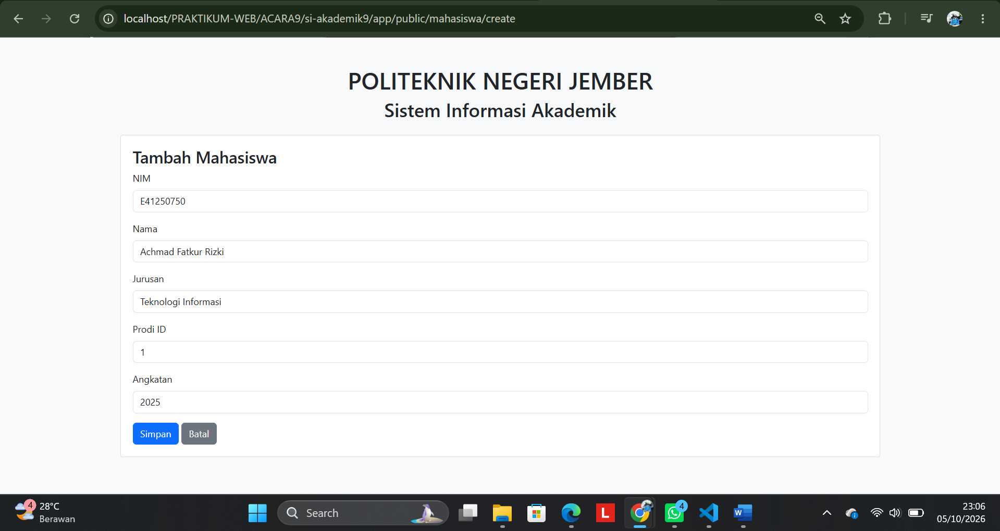 localhost/PRAKTIKUM-WEB/ACARA9/si-akademik9/app/public/mahasiswa/create
POLITEKNIK NEGERI JEMBER
Sistem Informasi Akademik
Tambah Mahasiswa
NIM
E41250750
Nama
Achmad Fatkur Rizki
Jurusan
Teknologi Informasi
Prodi ID
1
Angkatan
2025
Simpan Batal
4
28°C
Berawan
Search
L
4
W
23:06
05/10/2026